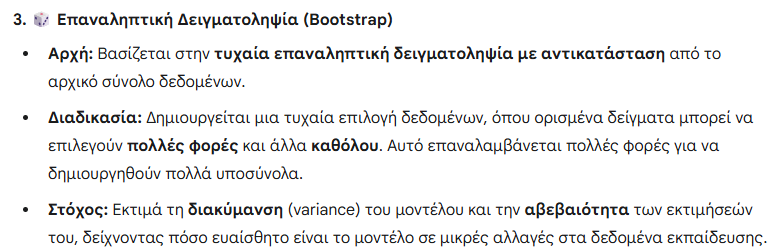 3. 🎲 Επαναληπτική Δειγματοληψία (Bootstrap)
• Αρχή: Βασίζεται στην τυχαία επαναληπτική δειγματοληψία με αντικατάσταση από το
αρχικό σύνολο δεδομένων.
• Διαδικασία: Δημιουργείται μια τυχαία επιλογή δεδομένων, όπου ορισμένα δείγματα μπορεί να
επιλεγούν πολλές φορές και άλλα καθόλου. Αυτό επαναλαμβάνεται πολλές φορές για να
δημιουργηθούν πολλά υποσύνολα.
• Στόχος: Εκτιμά τη διακύμανση (variance) του μοντέλου και την αβεβαιότητα των εκτιμήσεών
του, δείχνοντας πόσο ευαίσθητο είναι το μοντέλο σε μικρές αλλαγές στα δεδομένα εκπαίδευσης.